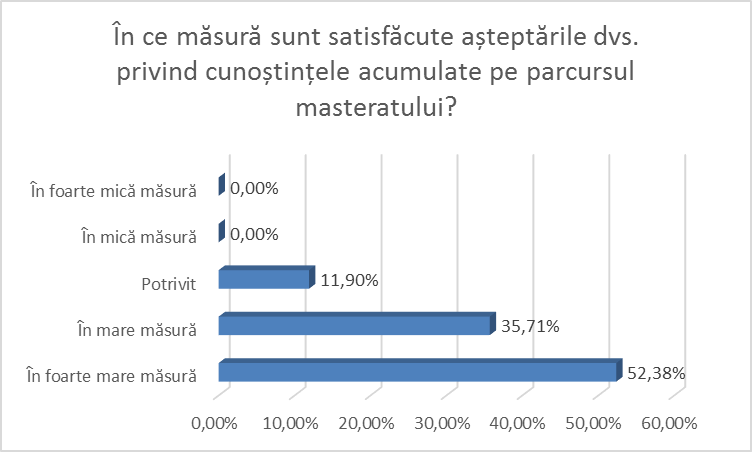 În ce măsură sunt satisfăcute așteptările dvs.
privind cunoștințele acumulate pe parcursul
masteratului?
În foarte mică măsură 0,00%
În mică măsură 0,00%
Potrivit 11,90%
În mare măsură 35,71%
În foarte mare măsură 52,38%
0,00% 10,00% 20,00% 30,00% 40,00% 50,00% 60,00%